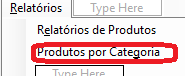 Relatórios Type Here
Relatórios de Produtos
Produtos por Categoria
Type Here